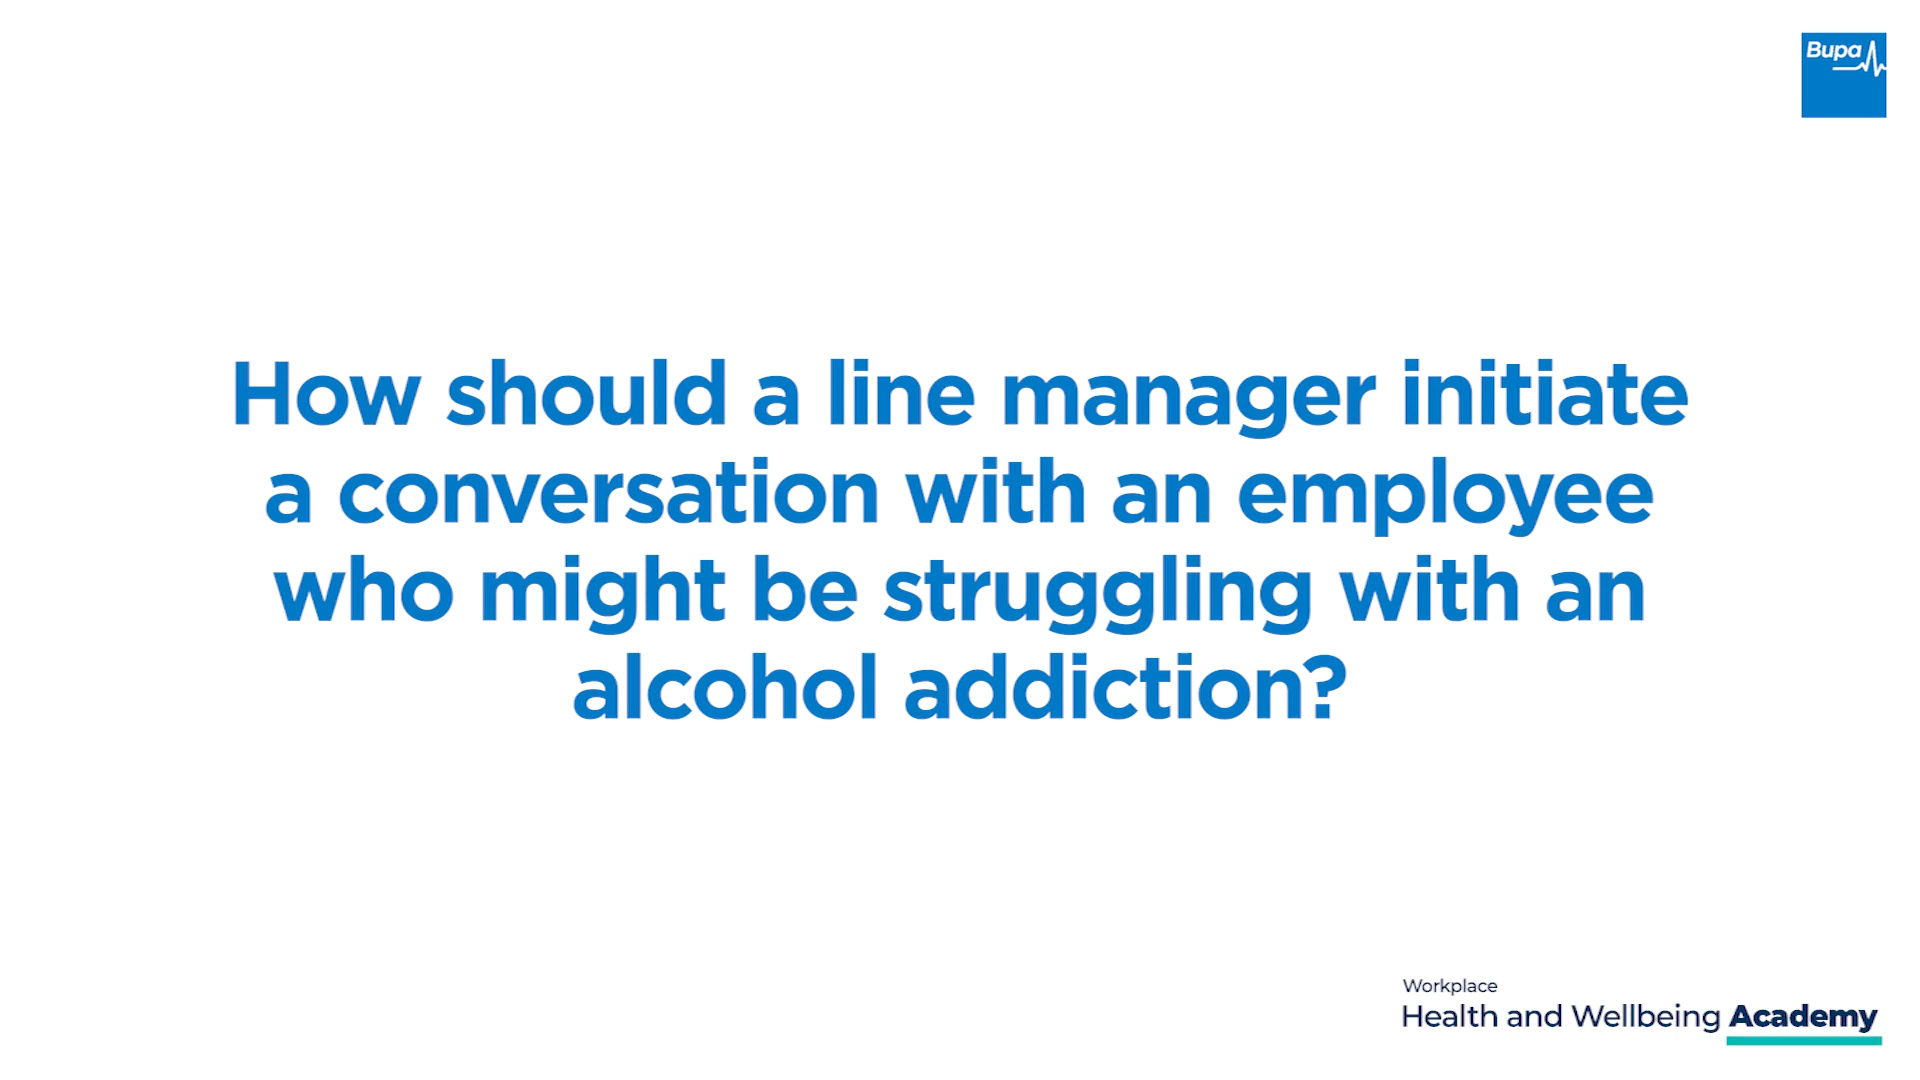 Bupa
How should a line manager initiate
a conversation with an employee
who might be struggling with an
alcohol addiction?
Workplace
Health and Wellbeing Academy